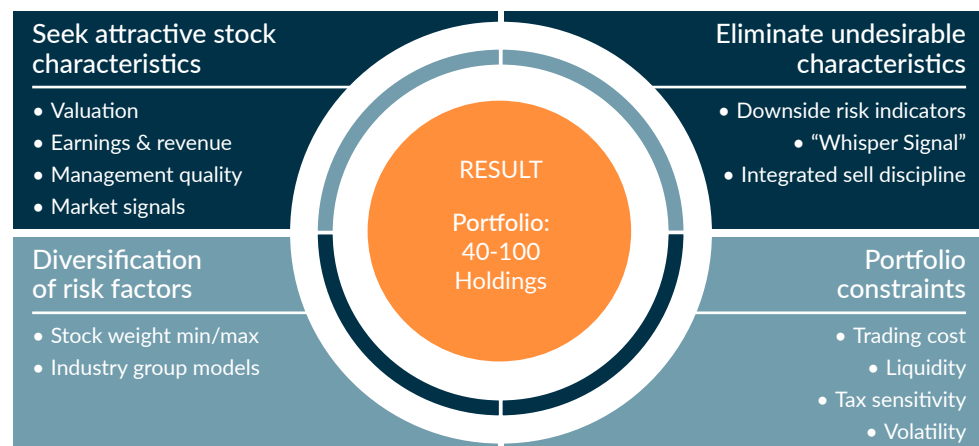 Seek attractive stock
characteristics
• Valuation
• Earnings & revenue
• Management quality
• Market signals
Eliminate undesirable
characteristics
• Downside risk indicators
• “Whisper Signal”
• Integrated sell discipline
RESULT
Portfolio:
40-100
Holdings
Diversification
of risk factors
• Stock weight min/max
• Industry group models
Portfolio
constraints
• Trading cost
• Liquidity
• Tax sensitivity
• Volatility